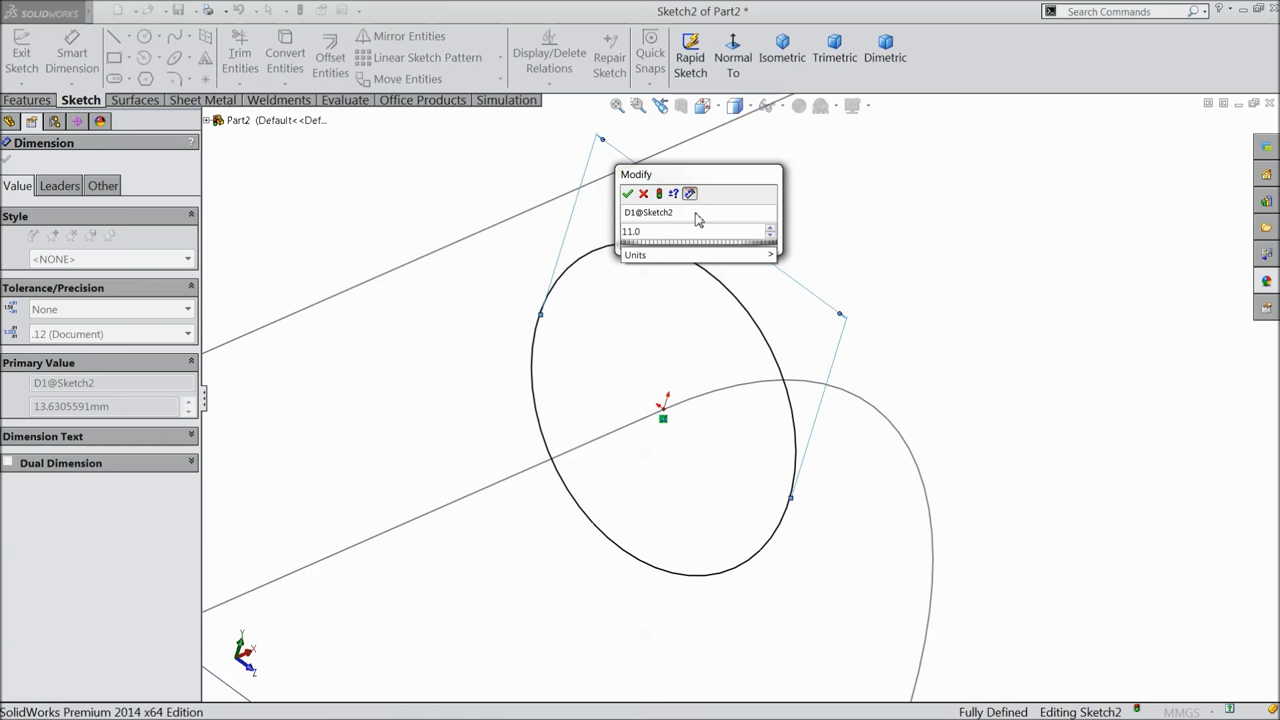 SOLIDWORKS
Sketch2 of Part2 *
Search Commands
Exit Sketch
Smart Dimension
Trim Entities
Convert Entities
Offset Entities
Mirror Entities
Linear Sketch Pattern
Move Entities
Display/Delete Relations
Repair Sketch
Quick Snaps
Rapid Sketch
Normal To
Isometric
Trimetric
Dimetric
Features
Sketch
Surfaces
Sheet Metal
Weldments
Evaluate
Office Products
Simulation
Part2 (Default<<Def...
Dimension
?
Value
Leaders
Other
Style
<NONE>
Tolerance/Precision
None
.12 (Document)
Primary Value
D1@Sketch2
13.6305591mm
Dimension Text
Dual Dimension
Modify
±?
D1@Sketch2
11.0
Units >
Y
X
Z
SolidWorks Premium 2014 x64 Edition
Fully Defined
Editing Sketch2
MMGS